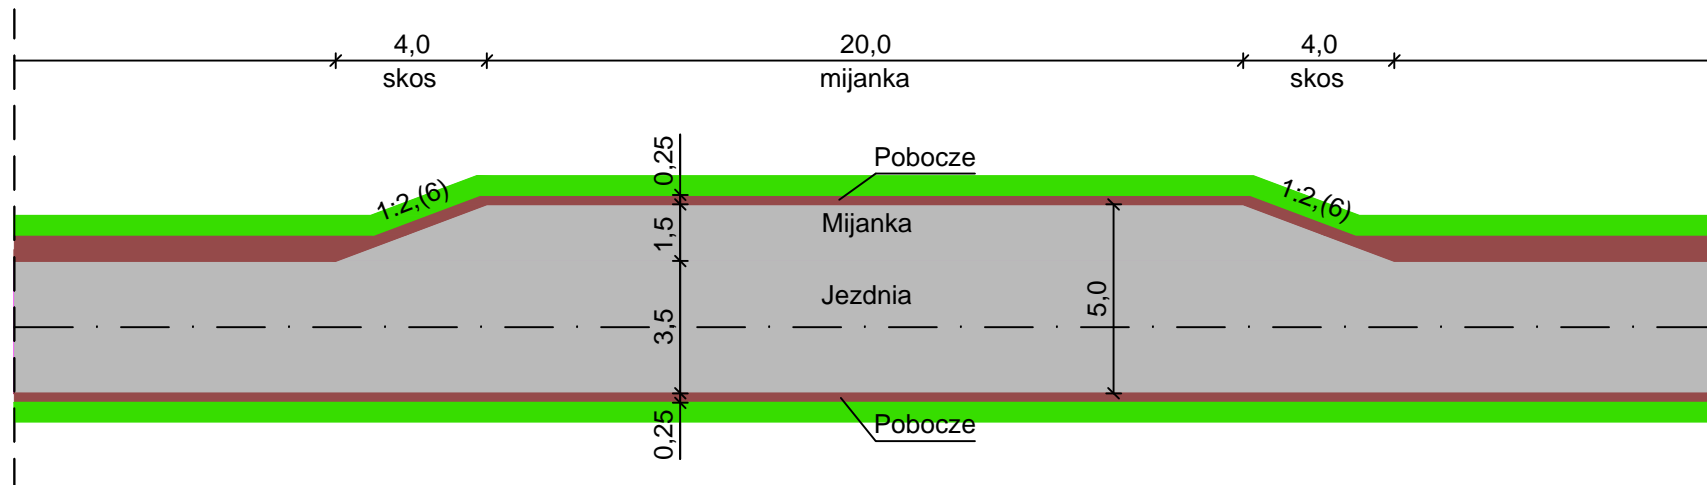 4,0
20,0
4,0
skos
mijanka
skos
0,25
Pobocze
1:2,(6)
1:2,(6)
1,5
Mijanka
Jezdnia
5,0
3,5
0,25
Pobocze